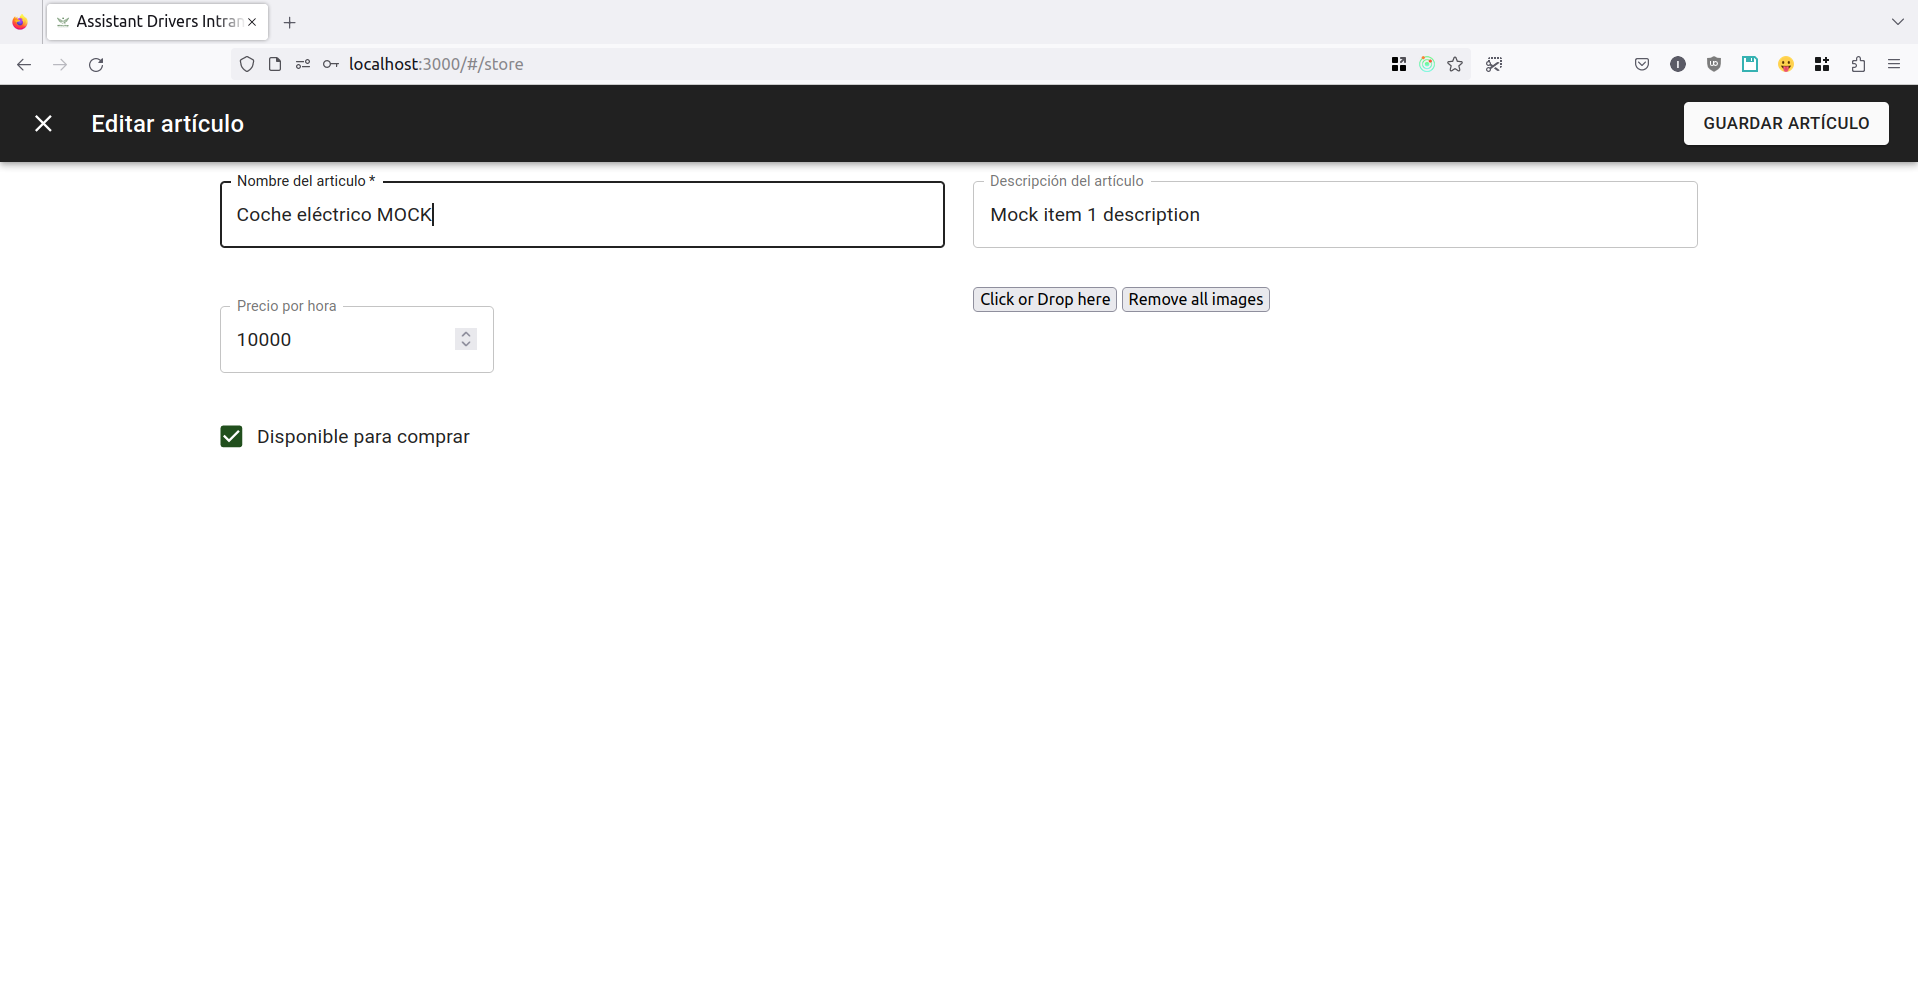 Assistant Drivers Intran
localhost:3000/#/store
Editar artículo
GUARDAR ARTÍCULO
Nombre del articulo *
Coche eléctrico MOCK
Descripción del artículo
Mock item 1 description
Precio por hora
10000
Click or Drop here
Remove all images
Disponible para comprar